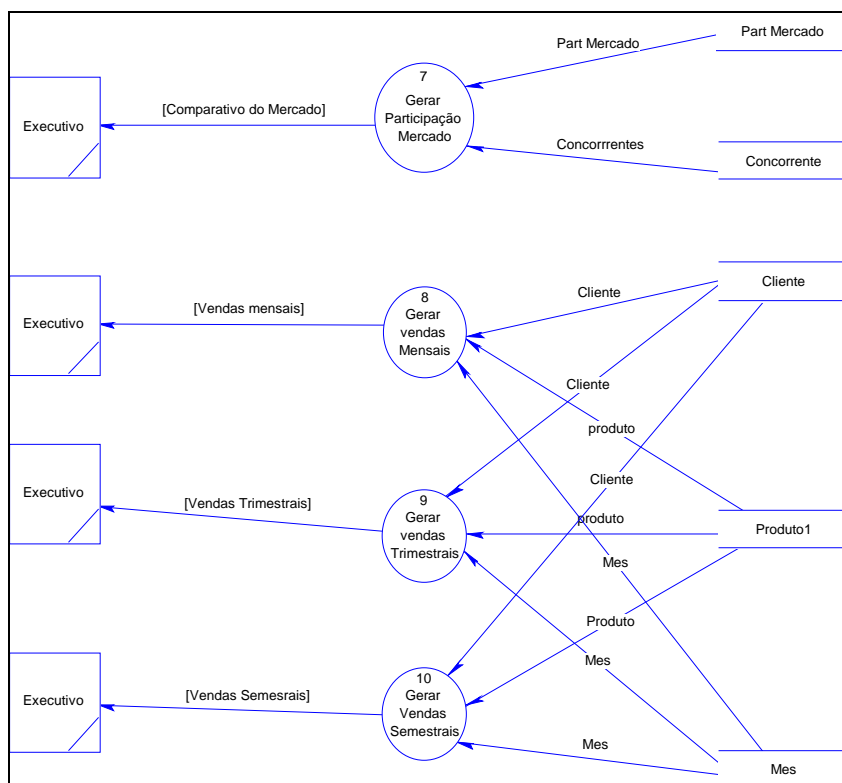 Part Mercado
Part Mercado
7
Gerar
Participação
Mercado
[Comparativo do Mercado]
Executivo
Concorrrentes
Concorrente
Cliente
Cliente
8
Gerar
vendas
Mensais
[Vendas mensais]
Executivo
Cliente
produto
Executivo
[Vendas Trimestrais]
Cliente
9
Gerar
vendas
Trimestrais
produto
Produto1
Mes
Produto
Mes
10
Gerar
Vendas
Semestrais
[Vendas Semesrais]
Executivo
Mes
Mes